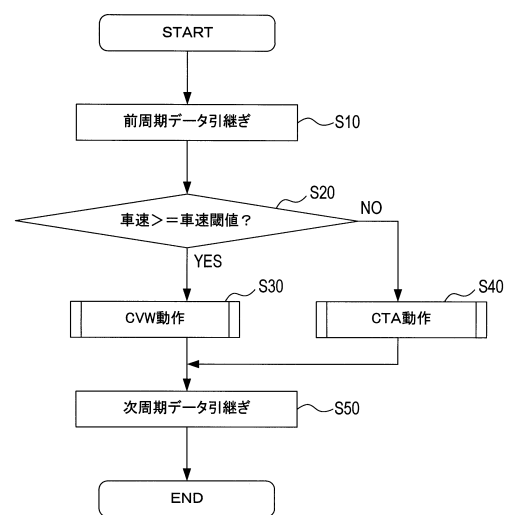 START
前周期データ引継ぎ
S10
S20
車速＞＝車速閾値？
NO
YES
S30
CVW動作
S40
CTA動作
次周期データ引継ぎ
S50
END